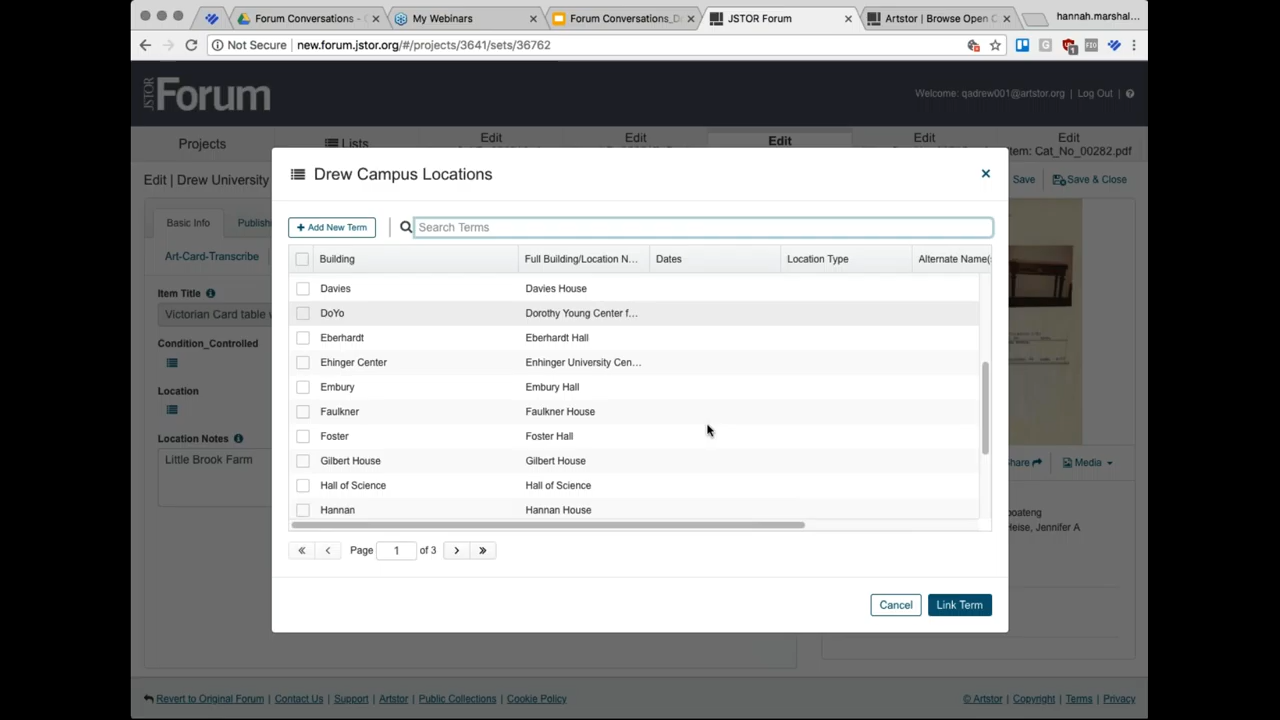 Forum Conversations - C
My Webinars
Forum Conversations_D
JSTOR Forum
Artstor | Browse Open C
hannah.marshal...
Not Secure | new.forum.jstor.org/#/projects/3641/sets/36762
JSTOR Forum
Welcome: qadrew001@artstor.org | Log Out |
Projects
Lists
Edit
Edit
Edit
Edit
Edit
Item: Cat_No_00282.pdf
Edit | Drew University
Save
Save & Close
Basic Info
Publish
Art-Card-Transcribe
Item Title
Victorian Card table w
Condition_Controlled
Location
Location Notes
Little Brook Farm
Drew Campus Locations
+ Add New Term
Search Terms
Building Full Building/Location N... Dates Location Type Alternate Name(s
Davies Davies House
DoYo Dorothy Young Center f...
Eberhardt Eberhardt Hall
Ehinger Center Enhinger University Cen...
Embury Embury Hall
Faulkner Faulkner House
Foster Foster Hall
Gilbert House Gilbert House
Hall of Science Hall of Science
Hannan Hannan House
Page 1 of 3
Cancel
Link Term
Share
Media
boateng
Heise, Jennifer A
Revert to Original Forum | Contact Us | Support | Artstor | Public Collections | Cookie Policy
© Artstor | Copyright | Terms | Privacy